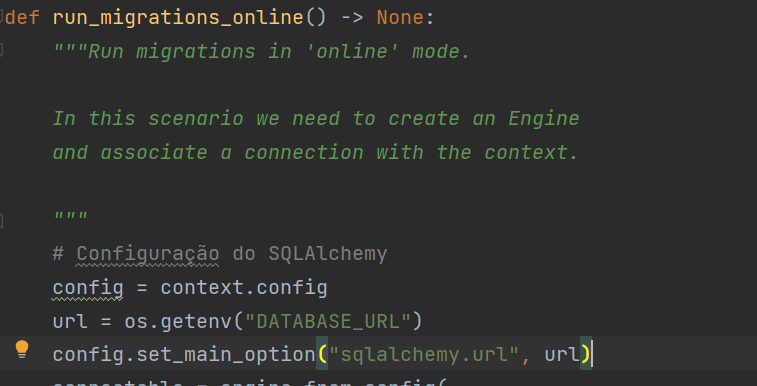 def run_migrations_online() -> None:
"""Run migrations in 'online' mode.
In this scenario we need to create an Engine
and associate a connection with the context.
"""
# Configuração do SQLAlchemy
config = context.config
url = os.getenv("DATABASE_URL")
config.set_main_option("sqlalchemy.url", url)
connectable = engine_from_config(